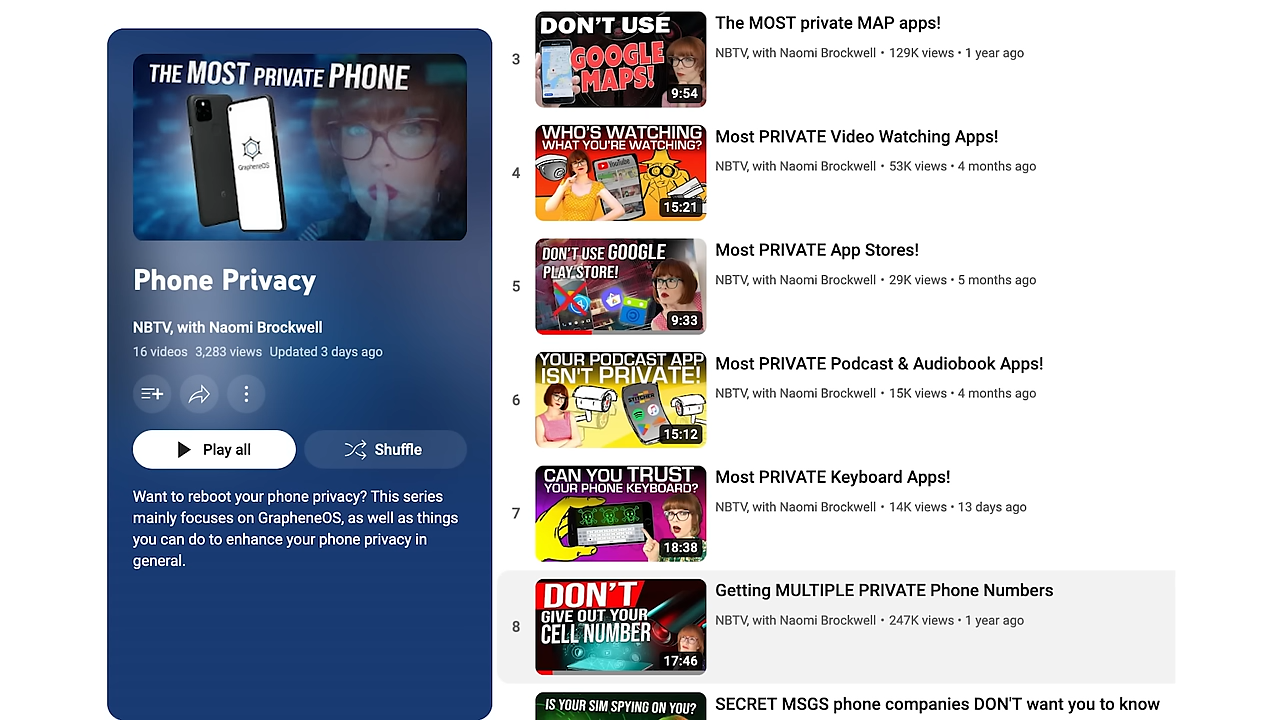 THE MOST PRIVATE PHONE
GrapheneOS
Phone Privacy
NBTV, with Naomi Brockwell
16 videos 3,283 views Updated 3 days ago
Play all
Shuffle
Want to reboot your phone privacy? This series
mainly focuses on GrapheneOS, as well as things
you can do to enhance your phone privacy in
general.
3
DON'T USE
GOOGLE
MAPS!
9:54
The MOST private MAP apps!
NBTV, with Naomi Brockwell • 129K views • 1 year ago
4
WHO'S WATCHING
WHAT YOU'RE WATCHING?
YouTube
15:21
Most PRIVATE Video Watching Apps!
NBTV, with Naomi Brockwell • 53K views • 4 months ago
5
DON'T USE GOOGLE
PLAY STORE!
9:33
Most PRIVATE App Stores!
NBTV, with Naomi Brockwell • 29K views • 5 months ago
6
YOUR PODCAST APP
ISN'T PRIVATE!
STITCHER
15:12
Most PRIVATE Podcast & Audiobook Apps!
NBTV, with Naomi Brockwell • 15K views • 4 months ago
7
CAN YOU TRUST
YOUR PHONE KEYBOARD?
18:38
Most PRIVATE Keyboard Apps!
NBTV, with Naomi Brockwell • 14K views • 13 days ago
8
DON'T
GIVE OUT YOUR
CELL NUMBER
17:46
Getting MULTIPLE PRIVATE Phone Numbers
NBTV, with Naomi Brockwell • 247K views • 1 year ago
IS YOUR SIM SPYING ON YOU?
SECRET MSGS phone companies DON'T want you to know